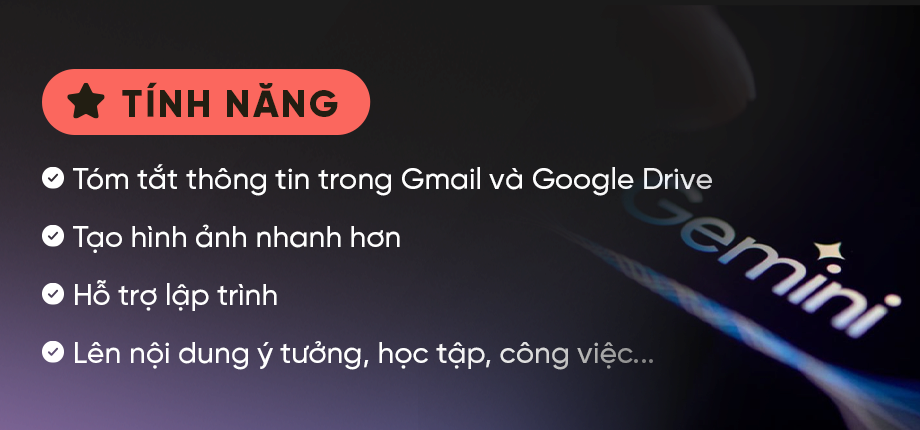 TÍNH NĂNG
Tóm tắt thông tin trong Gmail và Google Drive
Tạo hình ảnh nhanh hơn
Hỗ trợ lập trình
Lên nội dung ý tưởng, học tập, công việc...
Gemini